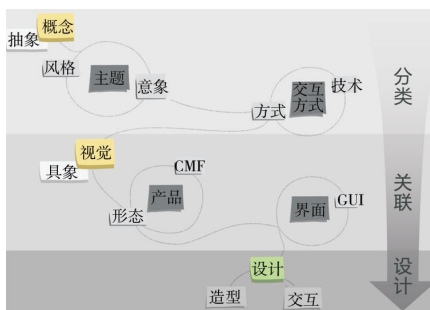 概念
抽象
风格
主题
意象
交互
方式
技术
方式
分类
视觉
具象
CMF
产品
形态
界面
GUI
关联
设计
造型
交互
设计